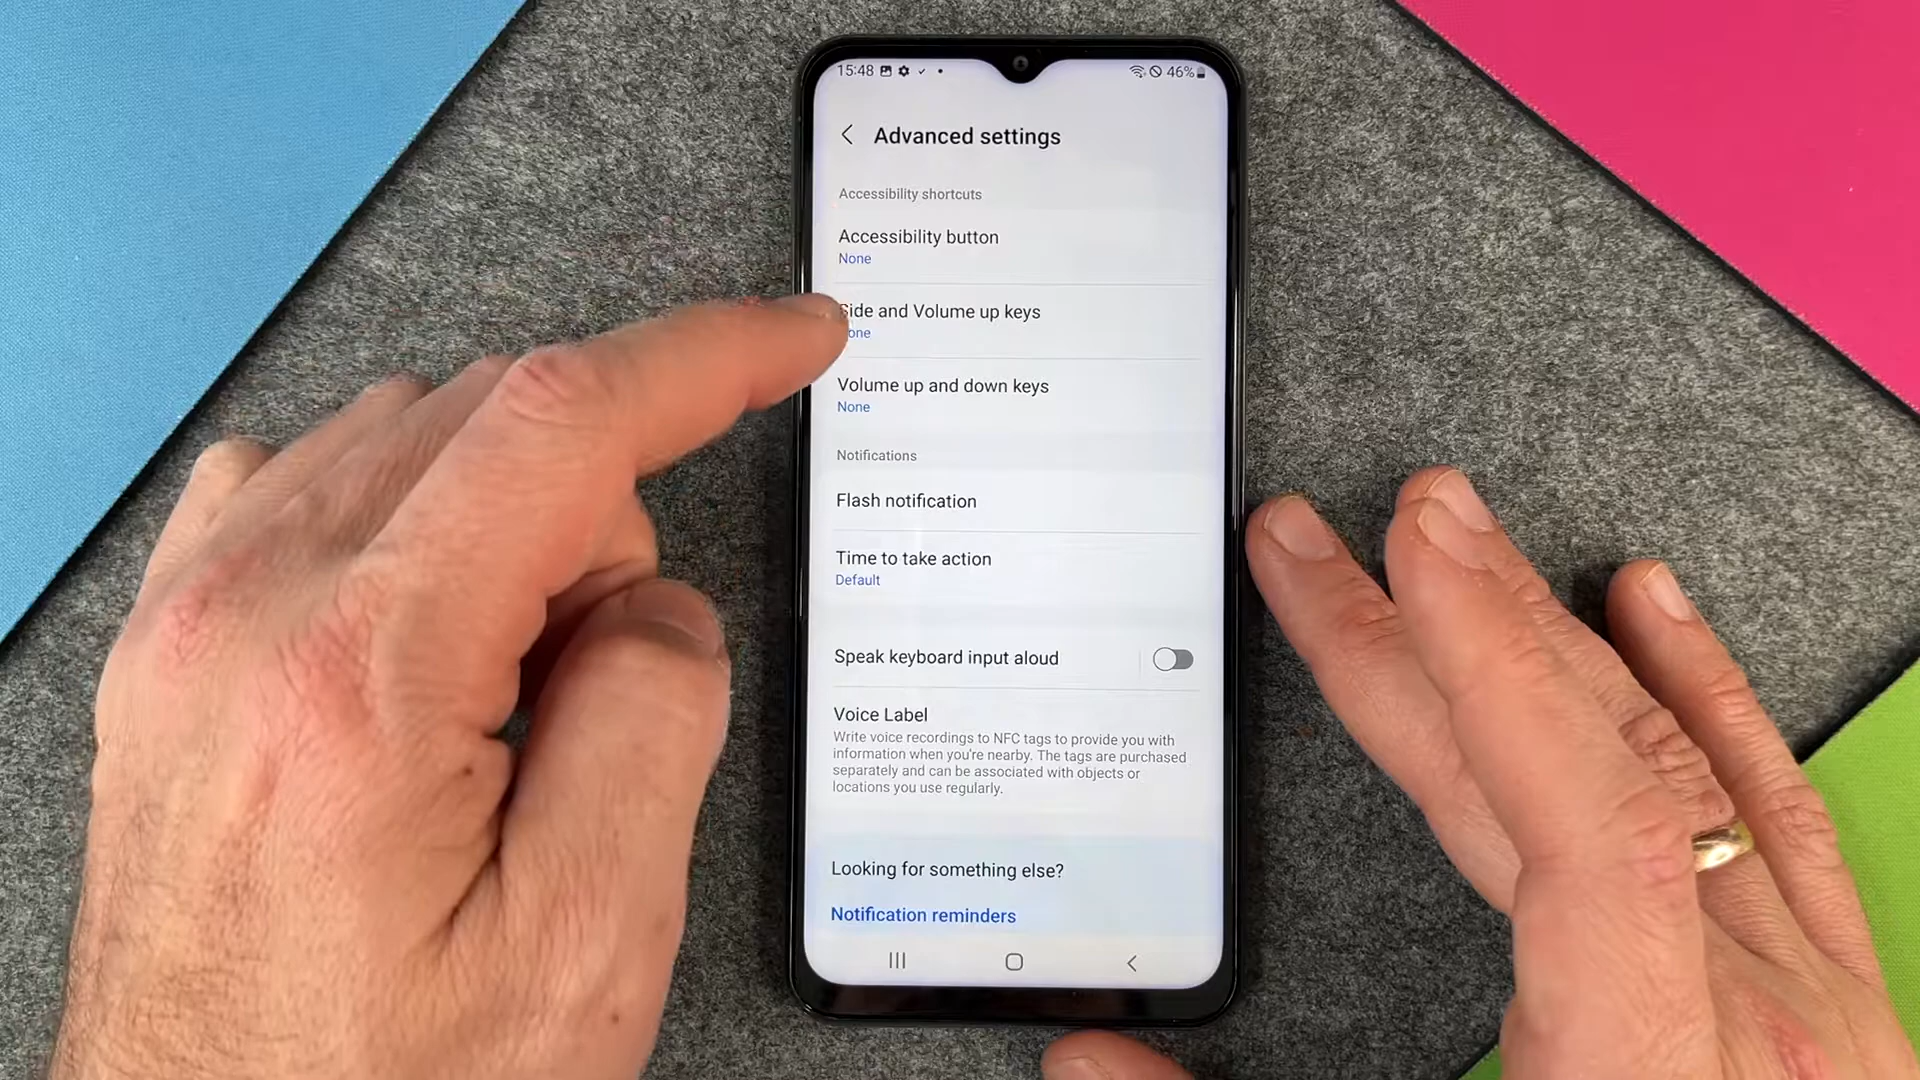 15:48
46%
Advanced settings
Accessibility shortcuts
Accessibility button
None
Side and Volume up keys
one
Volume up and down keys
None
Notifications
Flash notification
Time to take action
Default
Speak keyboard input aloud
Voice Label
Write voice recordings to NFC tags to provide you with
information when you're nearby. The tags are purchased
separately and can be associated with objects or
locations you use regularly.
Looking for something else?
Notification reminders